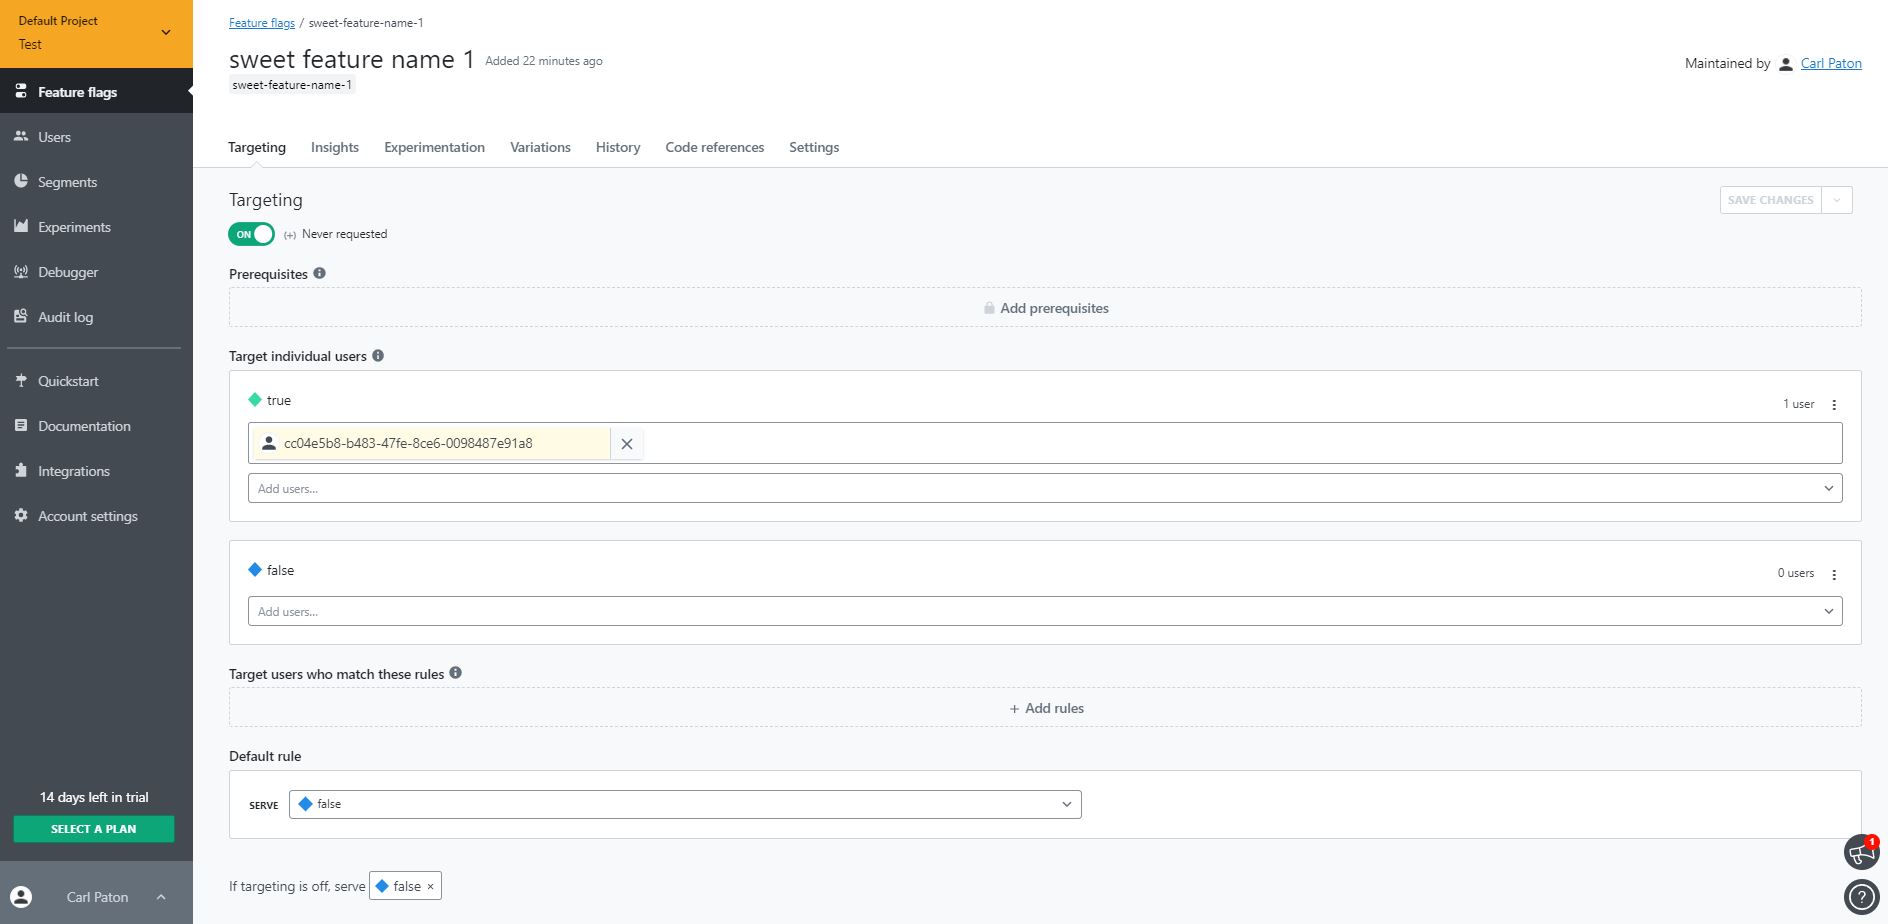 Default Project
Test
Feature flags
Users
Segments
Experiments
Debugger
Audit log
Quickstart
Documentation
Integrations
Account settings
14 days left in trial
SELECT A PLAN
Carl Paton
Feature flags / sweet-feature-name-1
sweet feature name 1 Added 22 minutes ago
sweet-feature-name-1
Maintained by Carl Paton
Targeting Insights Experimentation Variations History Code references Settings
Targeting
SAVE CHANGES
ON (+) Never requested
Prerequisites
Add prerequisites
Target individual users
true
1 user
cc04e5b8-b483-47fe-8ce6-0098487e91a8
Add users...
false
0 users
Add users...
Target users who match these rules
+ Add rules
Default rule
SERVE false
1
If targeting is off, serve false ×
?